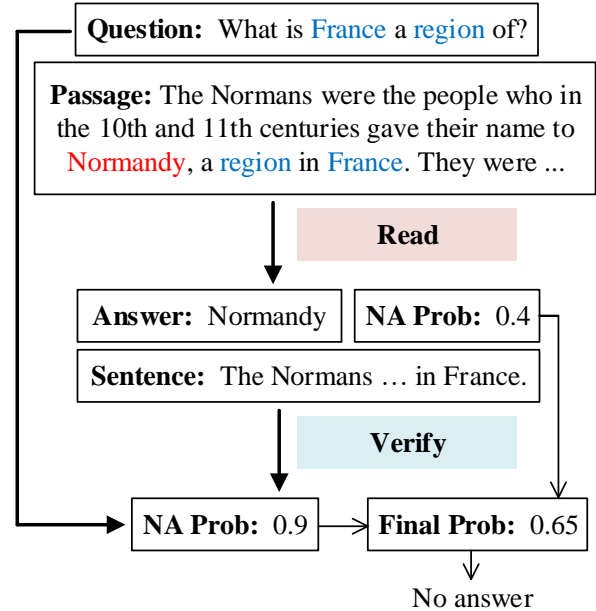 Question: What is France a region of?
Passage: The Normans were the people who in
the 10th and 11th centuries gave their name to
Normandy, a region in France. They were ...
Read
Answer: Normandy
NA Prob: 0.4
Sentence: The Normans … in France.
Verify
NA Prob: 0.9
Final Prob: 0.65
No answer